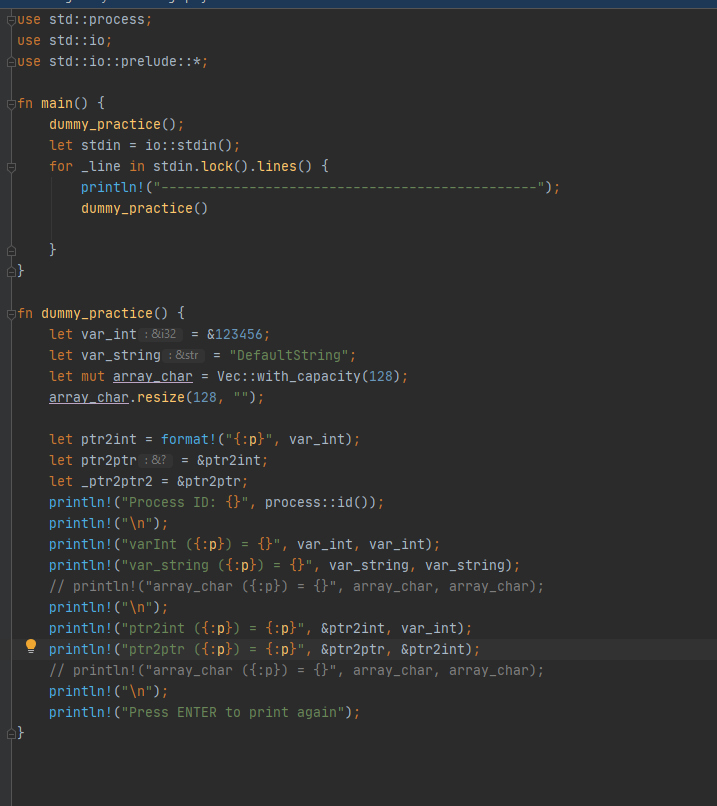 use std::process;
use std::io;
use std::io::prelude::*;

fn main() {
    dummy_practice();
    let stdin = io::stdin();
    for _line in stdin.lock().lines() {
        println!("-----------------------------------------------");
        dummy_practice()

    }
}

fn dummy_practice() {
    let var_int : &i32 = &123456;
    let var_string : &str = "DefaultString";
    let mut array_char = Vec::with_capacity(128);
    array_char.resize(128, "");

    let ptr2int = format!("{:p}", var_int);
    let ptr2ptr : &? = &ptr2int;
    let _ptr2ptr2 = &ptr2ptr;
    println!("Process ID: {}", process::id());
    println!("\n");
    println!("varInt ({:p}) = {}", var_int, var_int);
    println!("var_string ({:p}) = {}", var_string, var_string);
    // println!("array_char ({:p}) = {}", array_char, array_char);
    println!("\n");
    println!("ptr2int ({:p}) = {:p}", &ptr2int, var_int);
    println!("ptr2ptr ({:p}) = {:p}", &ptr2ptr, &ptr2int);
    // println!("array_char ({:p}) = {}", array_char, array_char);
    println!("\n");
    println!("Press ENTER to print again");
}